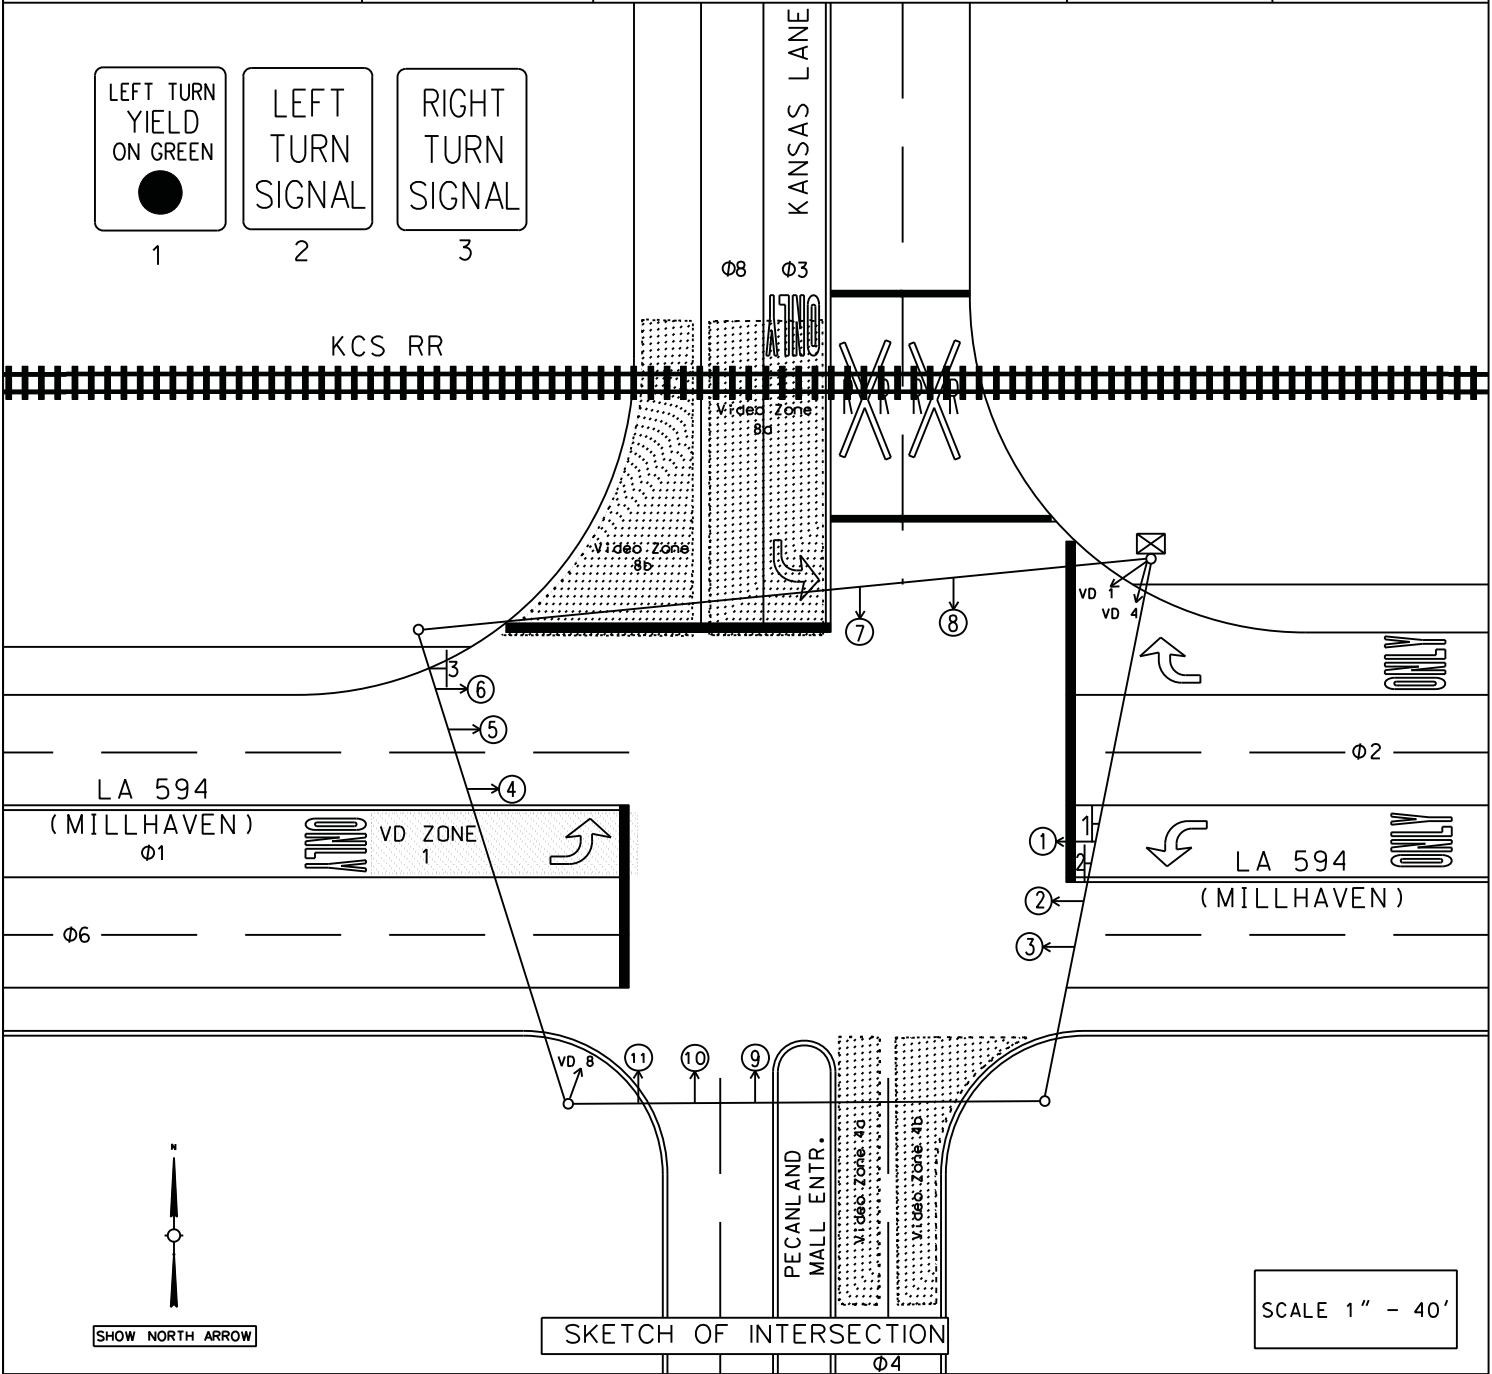 LEFT TURN
YIELD
ON GREEN
1
LEFT
TURN
SIGNAL
2
RIGHT
TURN
SIGNAL
3
KANSAS LANE
Φ8
Φ3
ONLY
KCS RR
R R
R R
Video Zone
8a
Video Zone
8b
VD 1
VD 4
7
8
3
6
5
4
ONLY
Φ2
LA 594
(MILLHAVEN)
Φ1
ONLY
VD ZONE
1
1
1
2
2
3
ONLY
LA 594
(MILLHAVEN)
Φ6
VD 8
11
10
9
PECANLAND
MALL ENTR.
Video Zone 4a
Video Zone 4b
N
SHOW NORTH ARROW
SKETCH OF INTERSECTION
Φ4
SCALE 1" - 40'